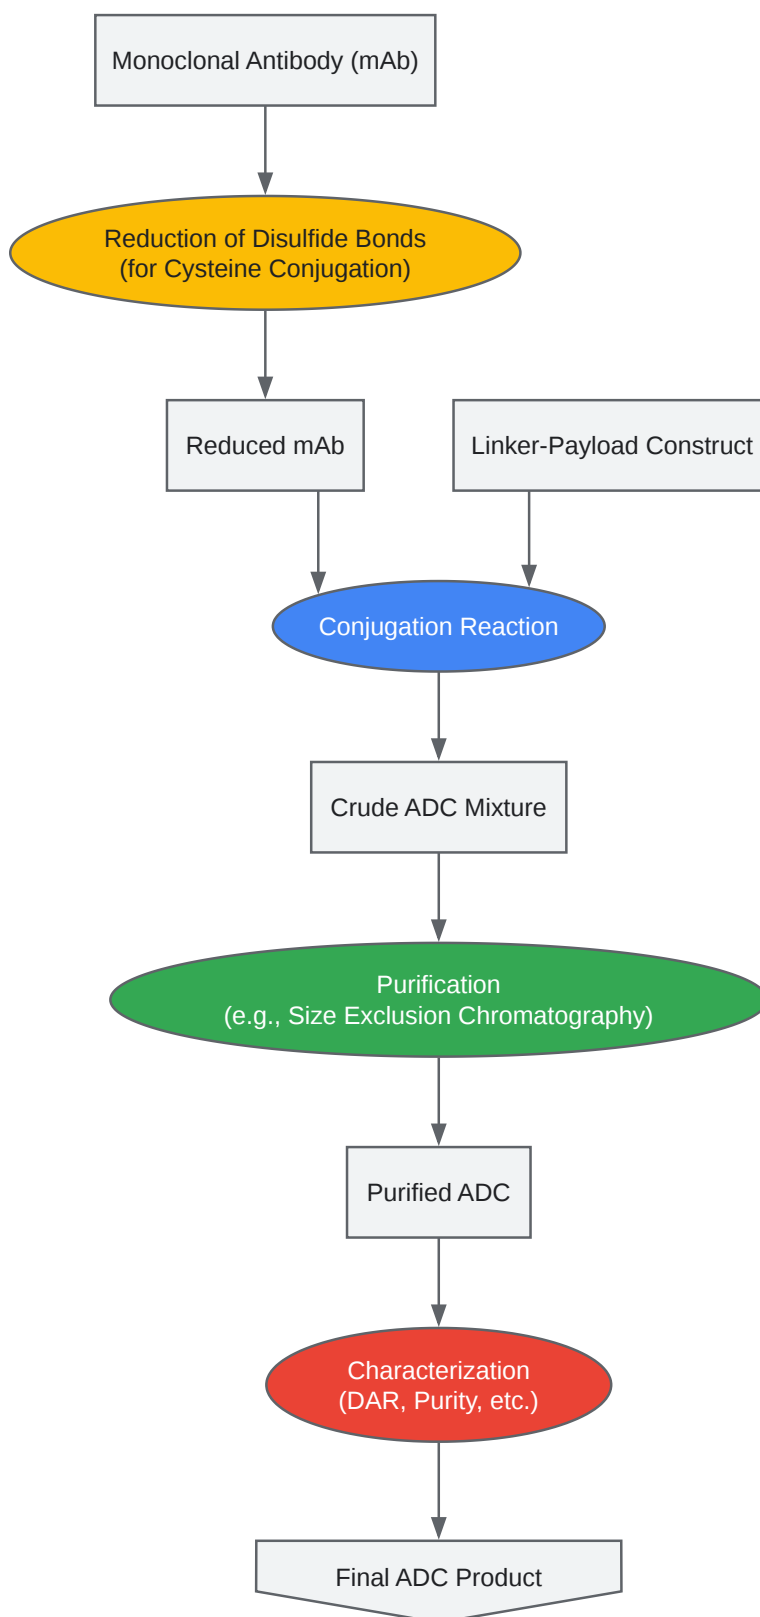 Monoclonal Antibody (mAb)
Reduction of Disulfide Bonds
(for Cysteine Conjugation)
Reduced mAb
Linker-Payload Construct
Conjugation Reaction
Crude ADC Mixture
Purification
(e.g., Size Exclusion Chromatography)
Purified ADC
Characterization
(DAR, Purity, etc.)
Final ADC Product